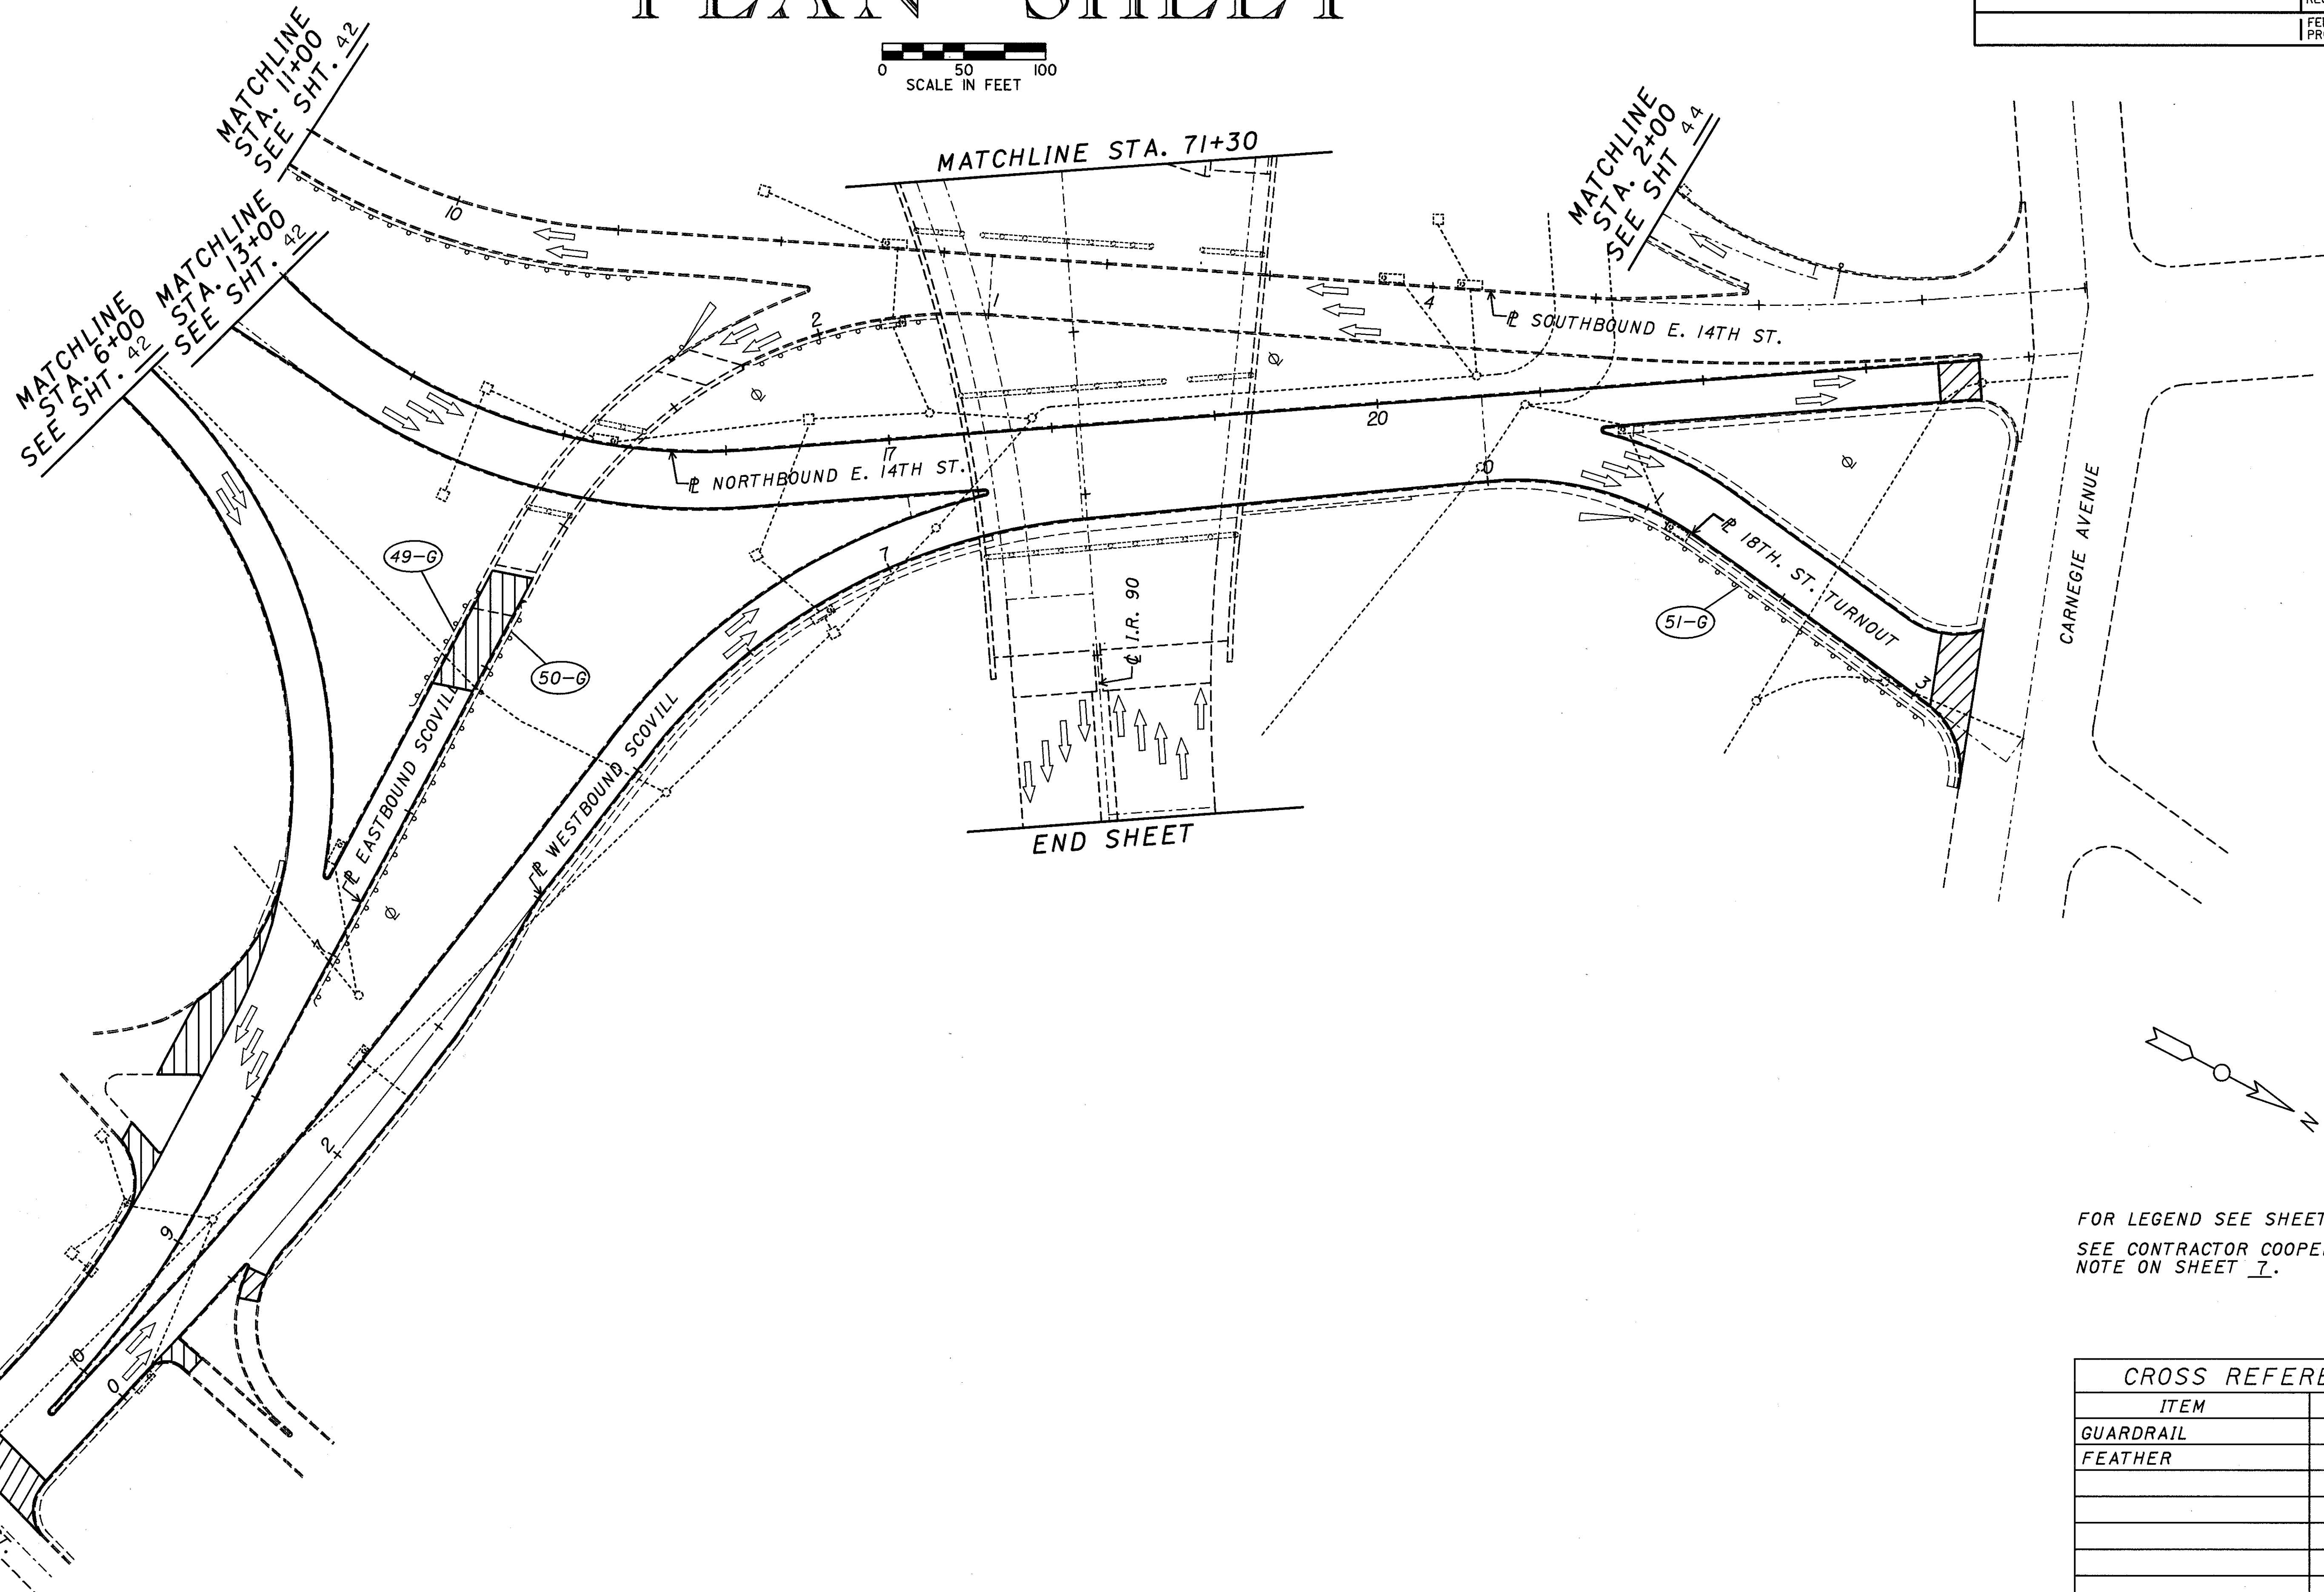 PLAN SHEET
0 50 100
SCALE IN FEET
MATCHLINE
STA. 11+00
SEE SHT. 42
MATCHLINE
STA. 13+00
SEE SHT. 42
MATCHLINE
STA. 6+00
SEE SHT. 42
MATCHLINE STA. 71+30
MATCHLINE
STA. 2+00
SEE SHT 44
10
2
1
4
℄ SOUTHBOUND E. 14TH ST.
20
17
℄ NORTHBOUND E. 14TH ST.
0
1
49-G
7
℄ I.R. 90
℄ 18TH. ST. TURNOUT
CARNEGIE AVENUE
51-G
50-G
3
℄ EASTBOUND SCOVILL
℄ WESTBOUND SCOVILL
END SHEET
7
2
9
10
0
N
FOR LEGEND SEE SHEET
SEE CONTRACTOR
NOTE ON SHEET 7.
CROSS
ITEM
GUARDRAIL
FEATHER